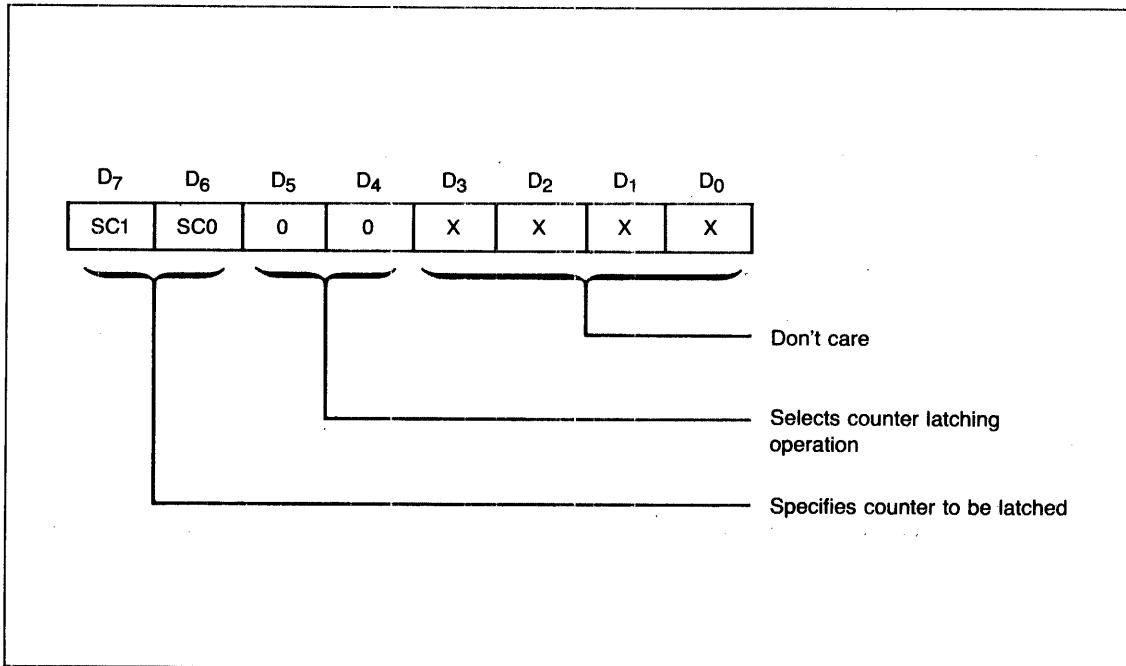 D7 D6 D5 D4 D3 D2 D1 D0
SC1 SC0 0 0 X X X X
Don't care
Selects counter latching
operation
Specifies counter to be latched